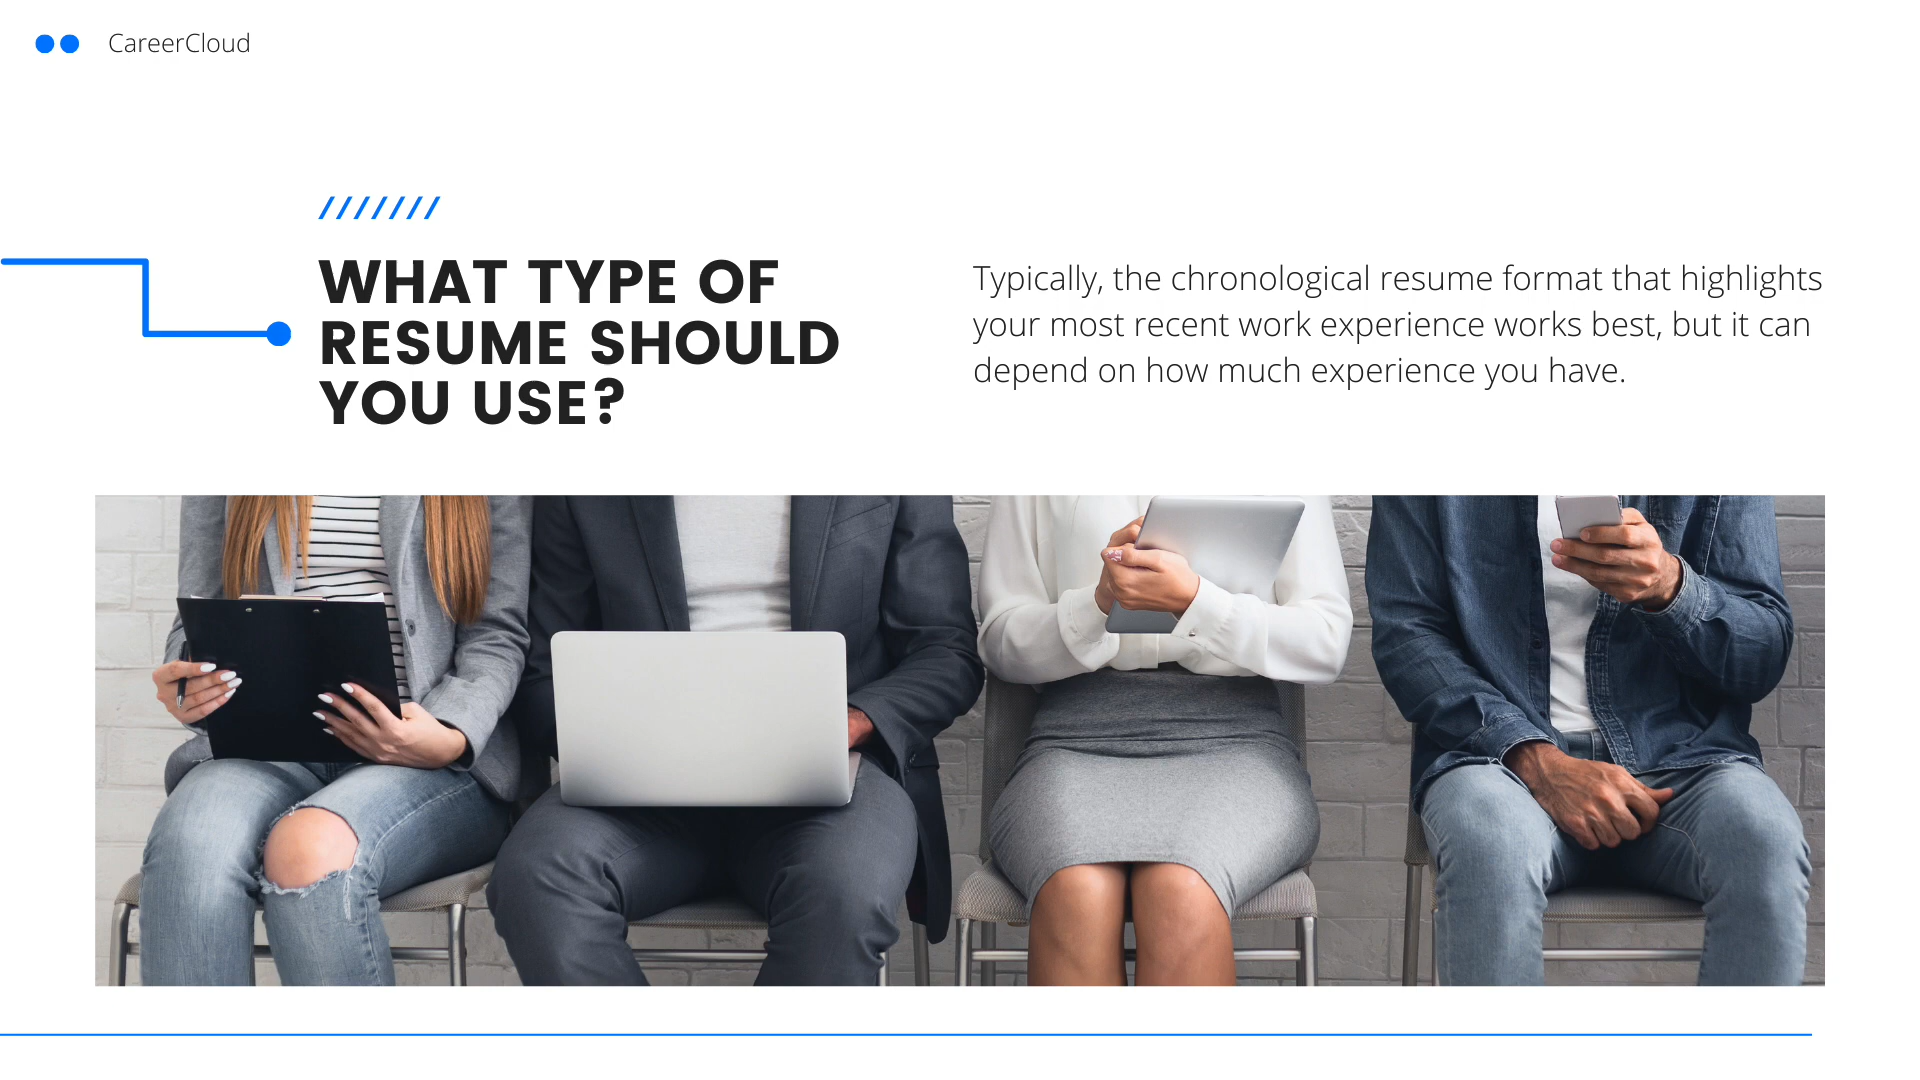 CareerCloud
WHAT TYPE OF
RESUME SHOULD
YOU USE?
Typically, the chronological resume format that highlights
your most recent work experience works best, but it can
depend on how much experience you have.